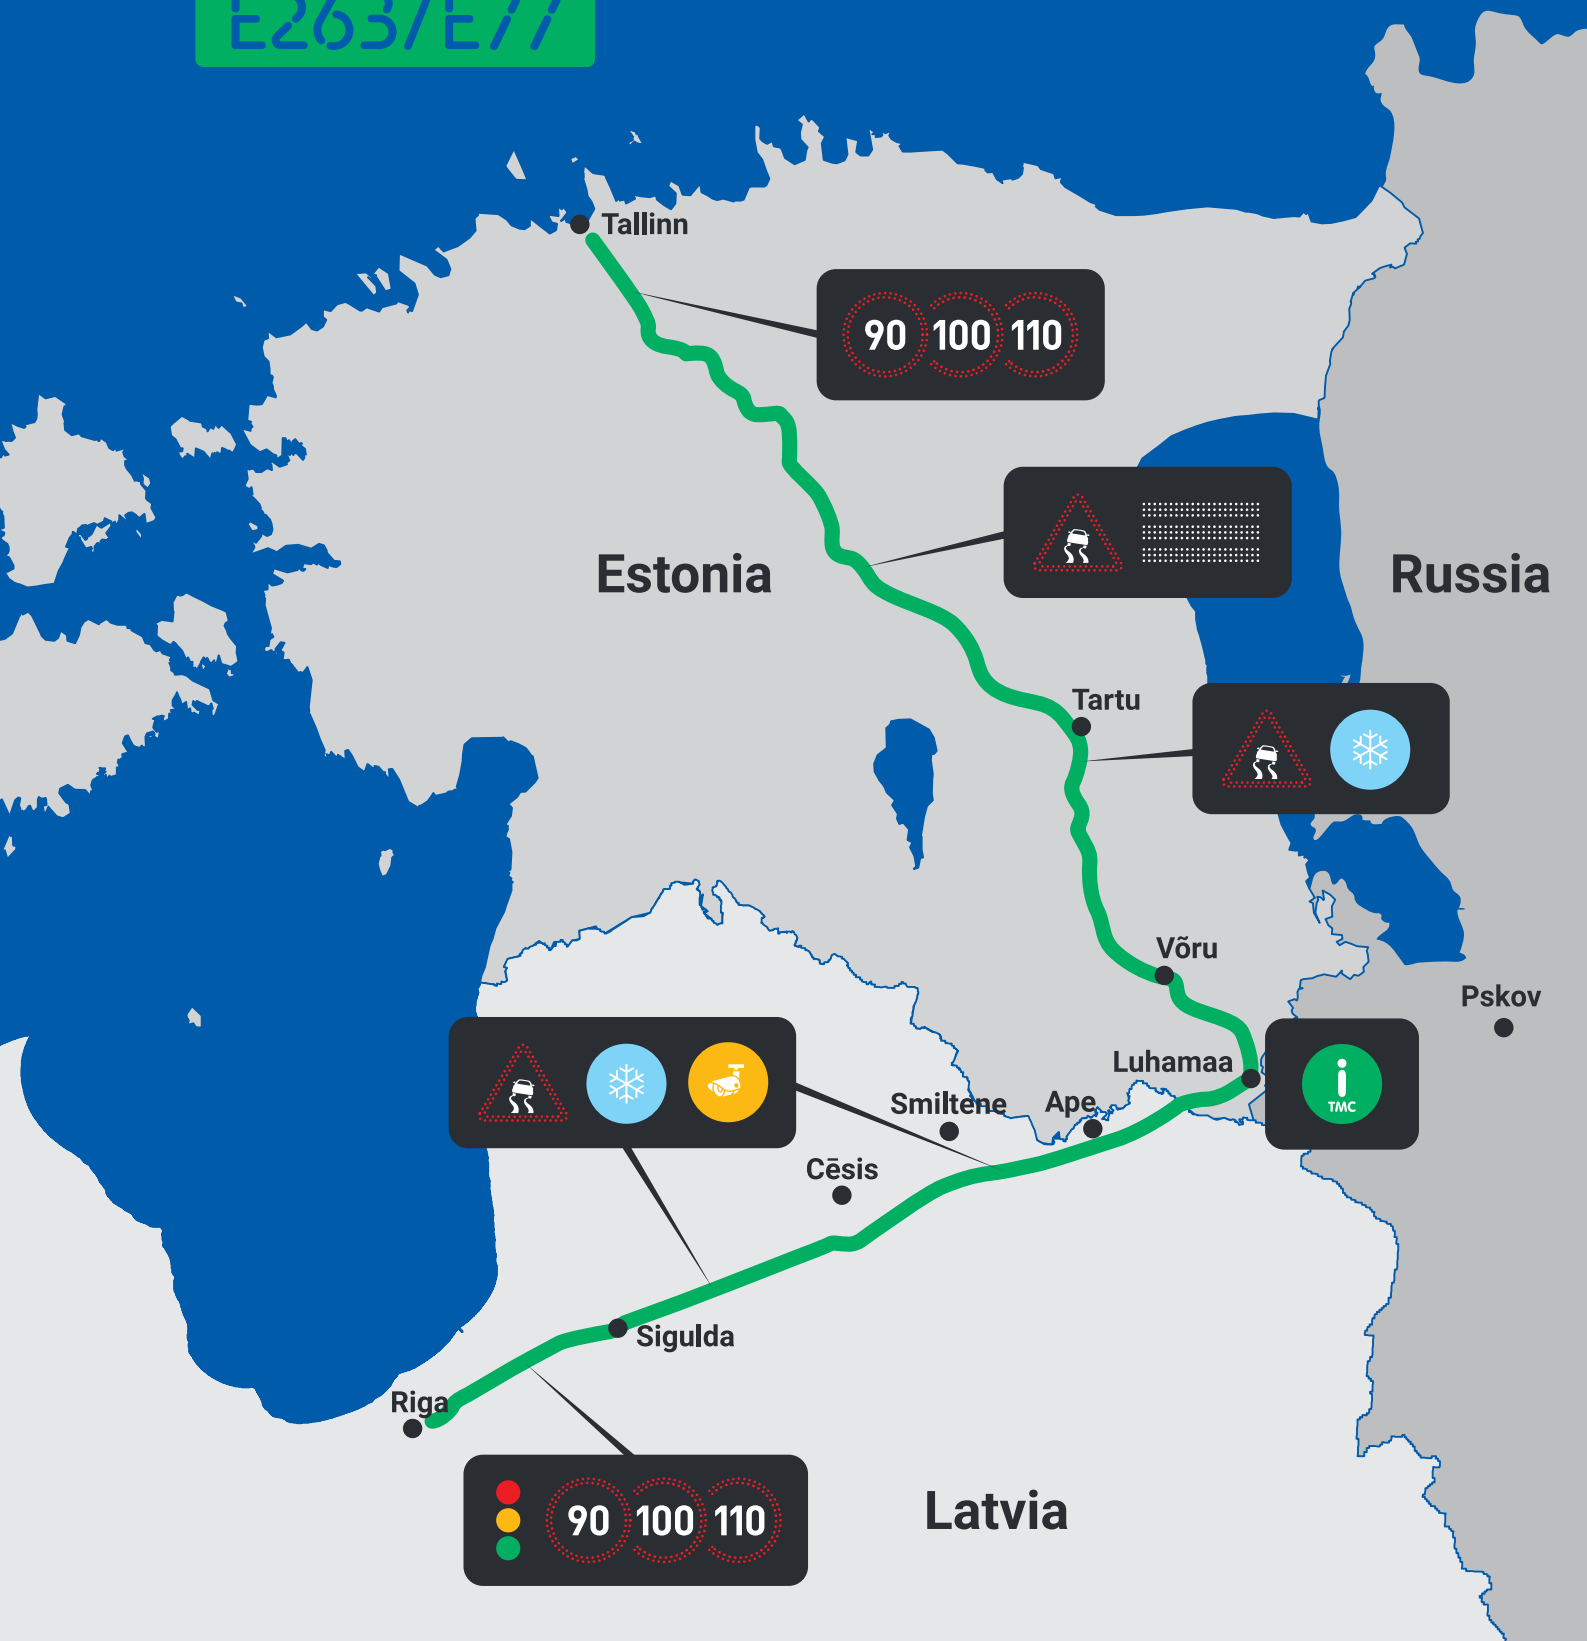 E263/E77
Tallinn
90 100 110
Estonia
Russia
Tartu
Võru
Pskov
Luhamaa
Smiltene
Ape
TMC
Cēsis
Sigulda
Riga
90 100 110
Latvia